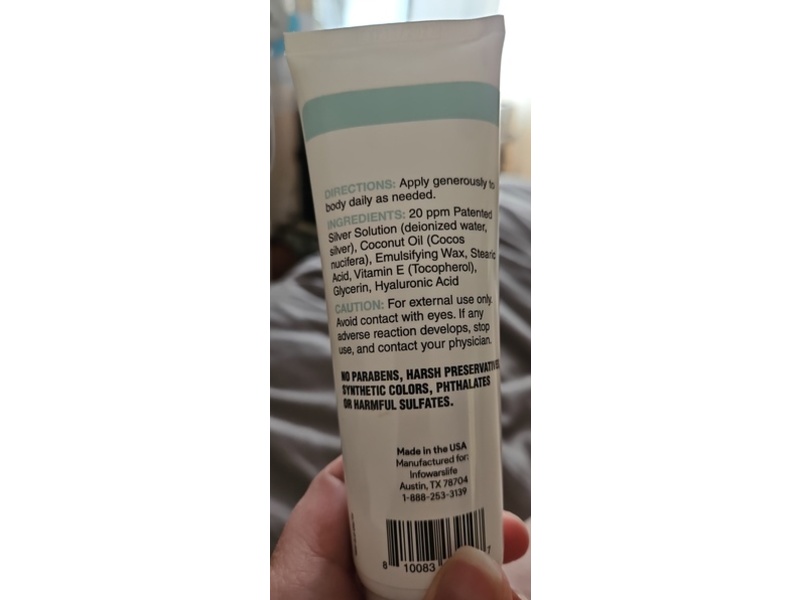 DIRECTIONS: Apply generously to
body daily as needed.
INGREDIENTS: 20 ppm Patented
Silver Solution (deionized water,
silver), Coconut Oil (Cocos
nucifera), Emulsifying Wax, Stearic
Acid, Vitamin E (Tocopherol),
Glycerin, Hyaluronic Acid
CAUTION: For external use only.
Avoid contact with eyes. If any
adverse reaction develops, stop
use, and contact your physician.
NO PARABENS, HARSH PRESERVATIVES
SYNTHETIC COLORS, PHTHALATES
OR HARMFUL SULFATES.
Made in the USA
Manufactured for:
Infowarslife
Austin, TX 78704
1-888-253-3139
8 10083 7